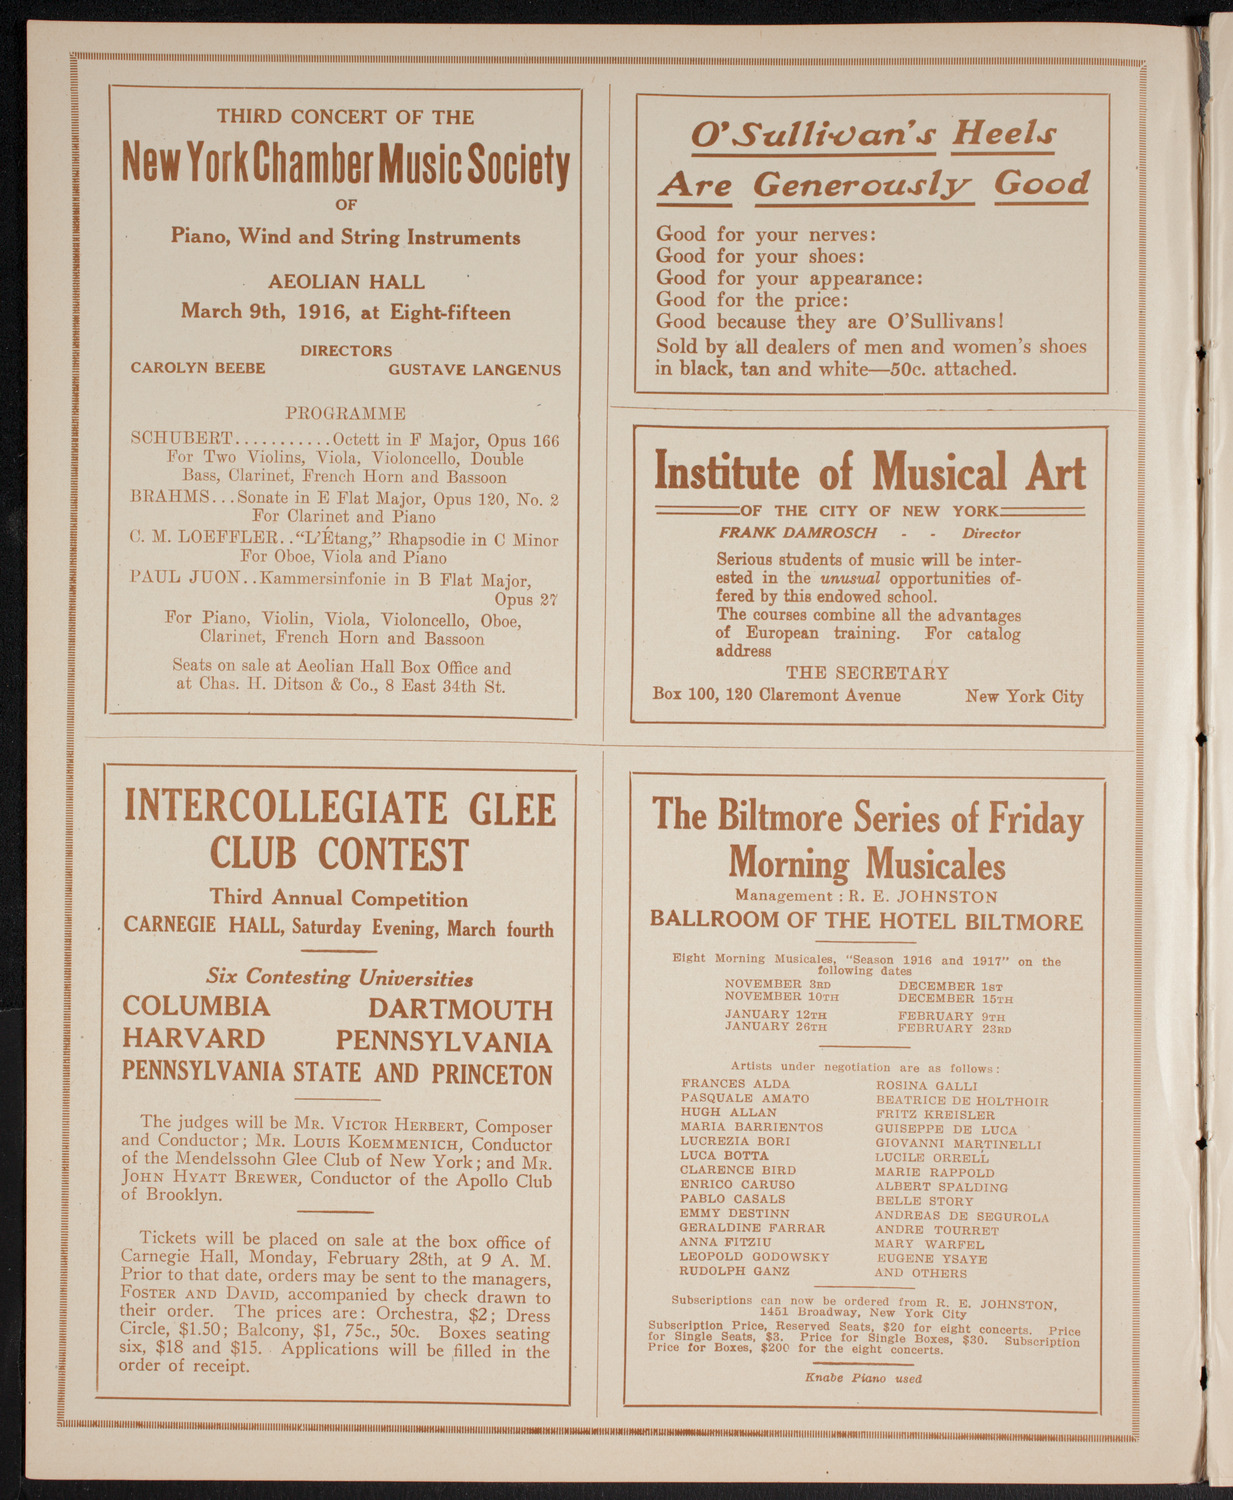 THIRD CONCERT OF THE
New York Chamber Music Society
OF
Piano, Wind and String Instruments
AEOLIAN HALL
March 9th, 1916, at Eight-fifteen
DIRECTORS
CAROLYN BEEBE GUSTAVE LANGENUS
PROGRAMME
SCHUBERT...........Octett in F Major, Opus 166
For Two Violins, Viola, Violoncello, Double
Bass, Clarinet, French Horn and Bassoon
BRAHMS...Sonate in E Flat Major, Opus 120, No. 2
For Clarinet and Piano
C. M. LOEFFLER.."L'Étang," Rhapsodie in C Minor
For Oboe, Viola and Piano
PAUL JUON..Kammersinfonie in B Flat Major,
Opus 27
For Piano, Violin, Viola, Violoncello, Oboe,
Clarinet, French Horn and Bassoon
Seats on sale at Aeolian Hall Box Office and
at Chas. H. Ditson & Co., 8 East 34th St.
O'Sullivan's Heels
Are Generously Good
Good for your nerves:
Good for your shoes:
Good for your appearance:
Good for the price:
Good because they are O'Sullivans!
Sold by all dealers of men and women's shoes
in black, tan and white—50c. attached.
Institute of Musical Art
OF THE CITY OF NEW YORK
FRANK DAMROSCH - - Director
Serious students of music will be inter-
ested in the unusual opportunities of-
fered by this endowed school.
The courses combine all the advantages
of European training. For catalog
address
THE SECRETARY
Box 100, 120 Claremont Avenue New York City
INTERCOLLEGIATE GLEE
CLUB CONTEST
Third Annual Competition
CARNEGIE HALL, Saturday Evening, March fourth
Six Contesting Universities
COLUMBIA DARTMOUTH
HARVARD PENNSYLVANIA
PENNSYLVANIA STATE AND PRINCETON
The judges will be MR. VICTOR HERBERT, Composer
and Conductor; MR. LOUIS KOEMMENICH, Conductor
of the Mendelssohn Glee Club of New York; and MR.
JOHN HYATT BREWER, Conductor of the Apollo Club
of Brooklyn.
Tickets will be placed on sale at the box office of
Carnegie Hall, Monday, February 28th, at 9 A. M.
Prior to that date, orders may be sent to the managers,
FOSTER AND DAVID, accompanied by check drawn to
their order. The prices are: Orchestra, $2; Dress
Circle, $1.50; Balcony, $1, 75c., 50c. Boxes seating
six, $18 and $15. Applications will be filled in the
order of receipt.
The Biltmore Series of Friday
Morning Musicales
Management : R. E. JOHNSTON
BALLROOM OF THE HOTEL BILTMORE
Eight Morning Musicales, "Season 1916 and 1917" on the
following dates
NOVEMBER 3RD DECEMBER 1ST
NOVEMBER 10TH DECEMBER 15TH
JANUARY 12TH FEBRUARY 9TH
JANUARY 26TH FEBRUARY 23RD
Artists under negotiation are as follows:
FRANCES ALDA ROSINA GALLI
PASQUALE AMATO BEATRICE DE HOLTHOIR
HUGH ALLAN FRITZ KREISLER
MARIA BARRIENTOS GUISEPPE DE LUCA
LUCREZIA BORI GIOVANNI MARTINELLI
LUCA BOTTA LUCILE ORRELL
CLARENCE BIRD MARIE RAPPOLD
ENRICO CARUSO ALBERT SPALDING
PABLO CASALS BELLE STORY
EMMY DESTINN ANDREAS DE SEGUROLA
GERALDINE FARRAR ANDRE TOURRET
ANNA FITZIU MARY WARFEL
LEOPOLD GODOWSKY EUGENE YSAYE
RUDOLPH GANZ AND OTHERS
Subscriptions can now be ordered from R. E. JOHNSTON,
1451 Broadway, New York City
Subscription Price, Reserved Seats, $20 for eight concerts. Price
for Single Seats, $3. Price for Single Boxes, $30. Subscription
Price for Boxes, $200 for the eight concerts.
Knabe Piano used